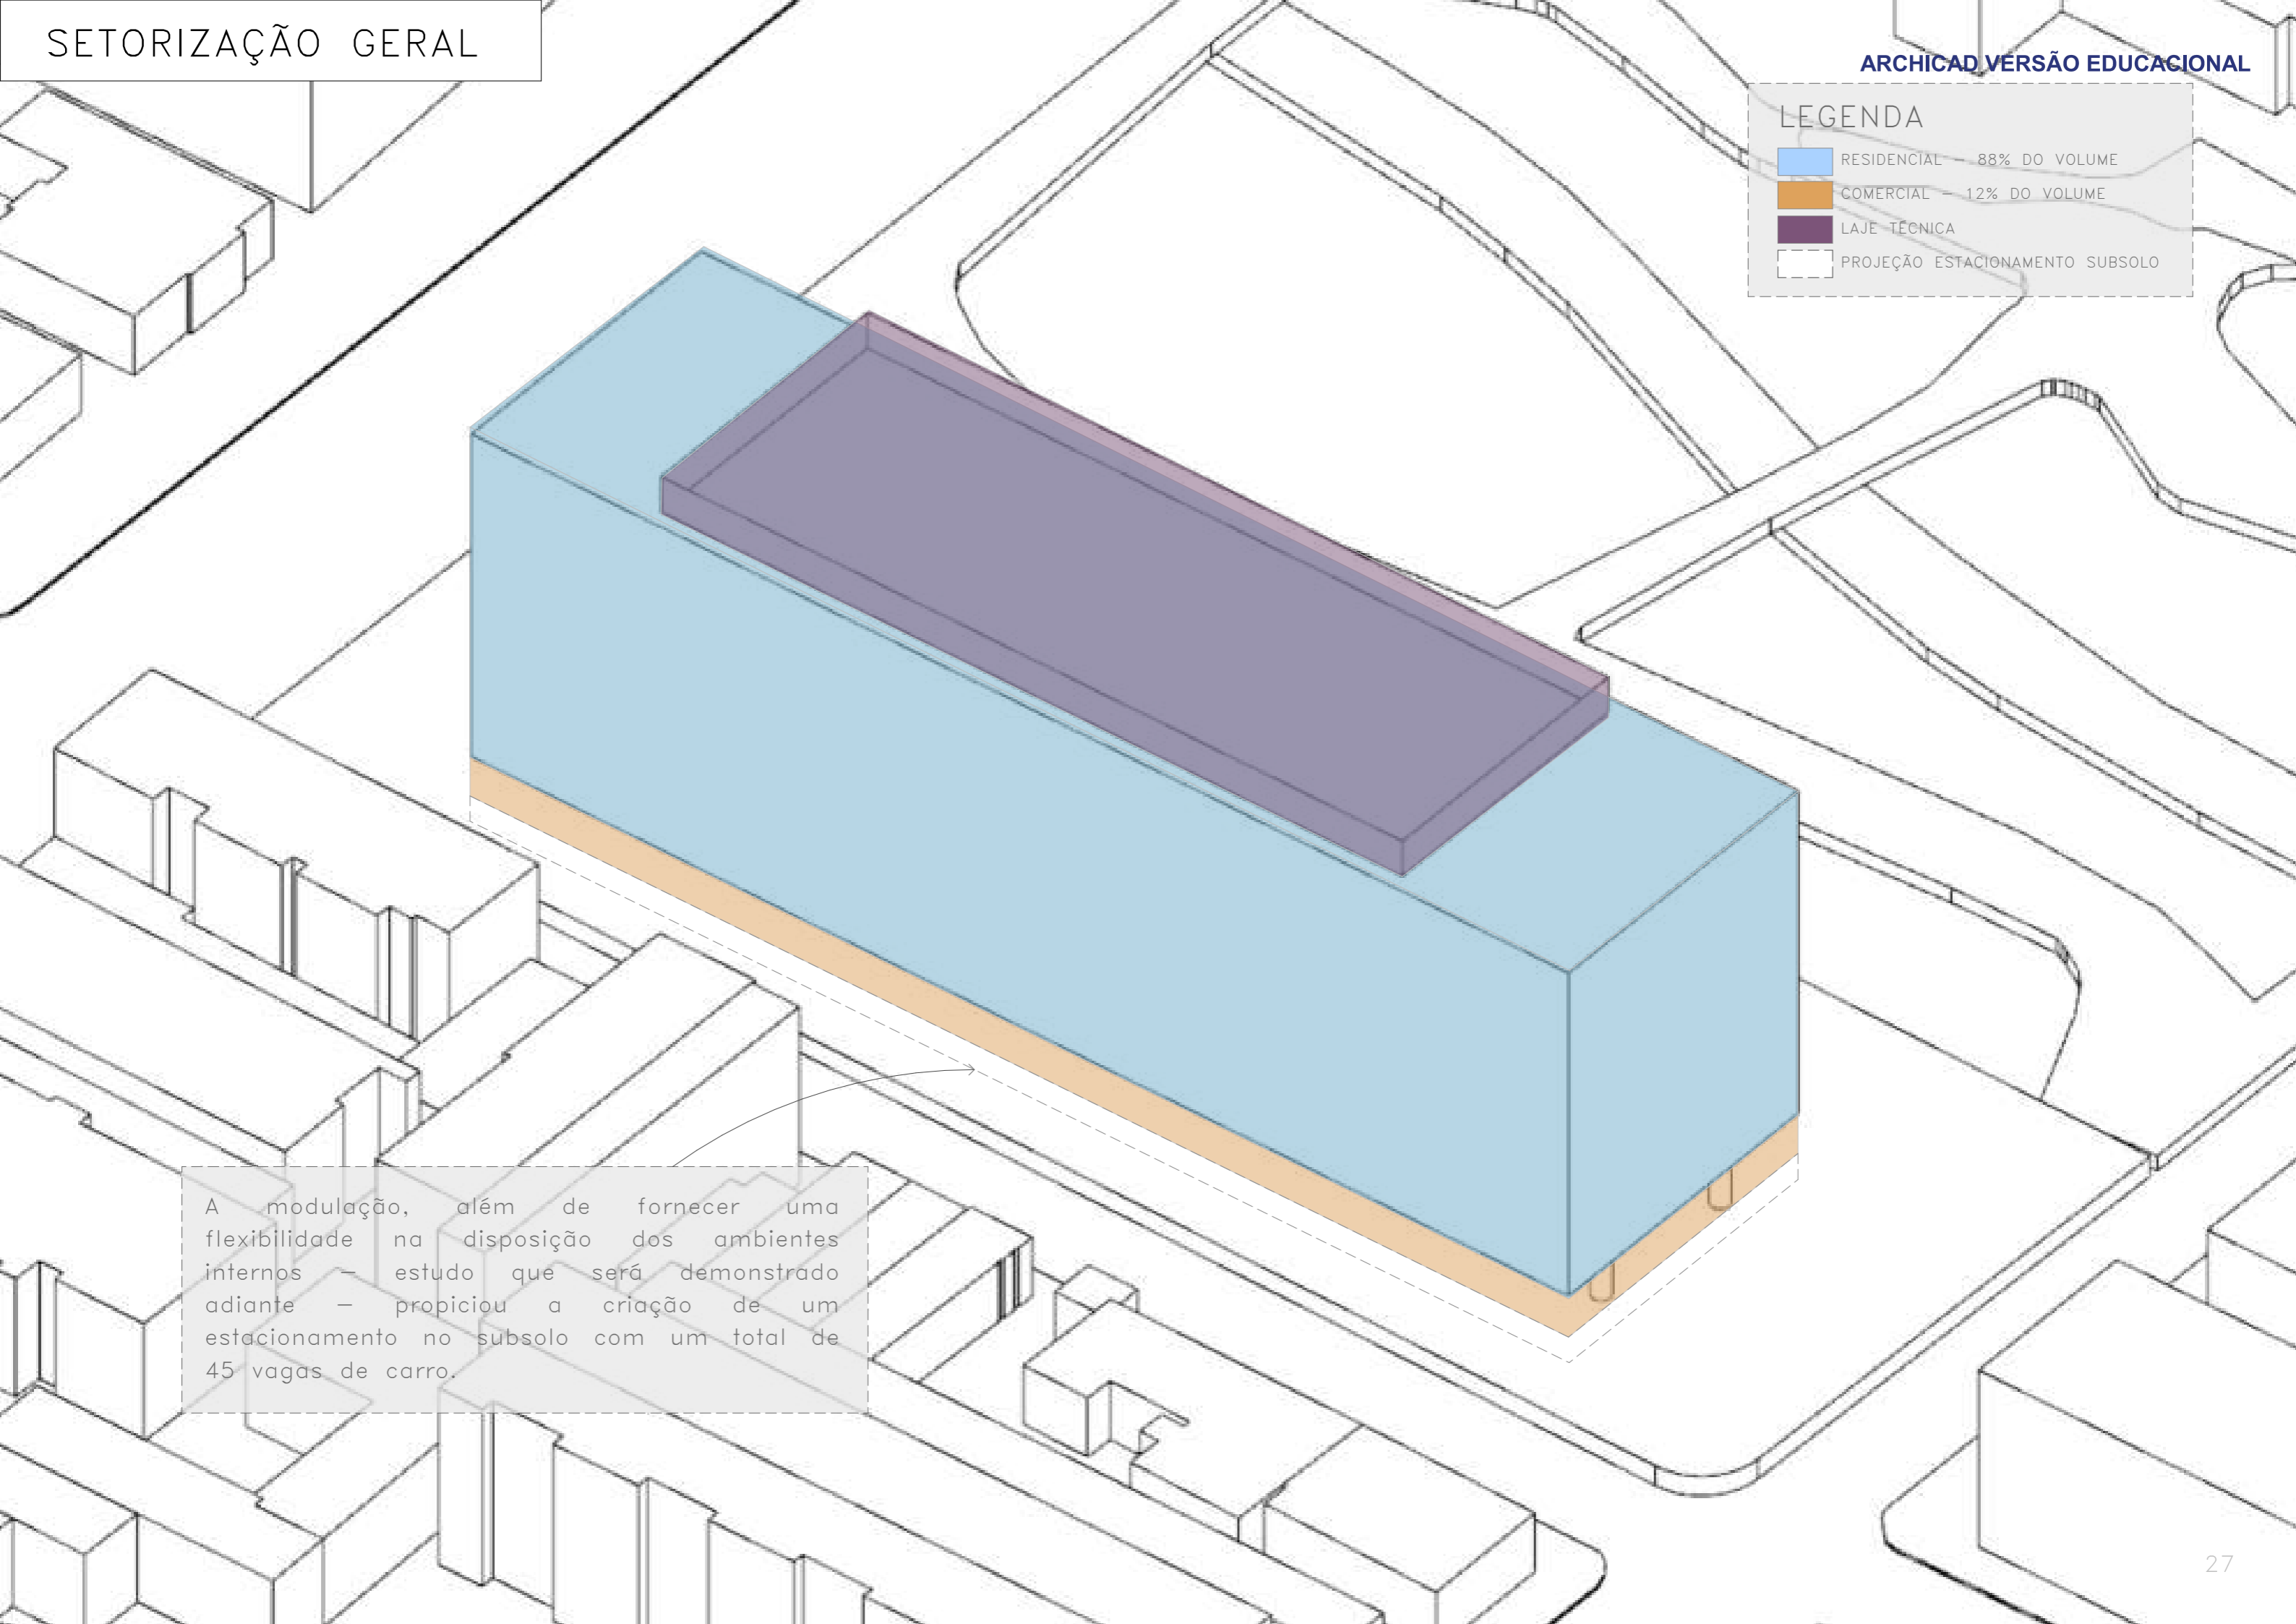 SETORIZAÇÃO GERAL
ARCHICAD VERSÃO EDUCACIONAL
LEGENDA
RESIDENCIAL – 88% DO VOLUME
COMERCIAL – 12% DO VOLUME
LAJE TÉCNICA
PROJEÇÃO ESTACIONAMENTO SUBSOLO
A modulação, além de fornecer uma
flexibilidade na disposição dos ambientes
internos – estudo que será demonstrado
adiante – propiciou a criação de um
estacionamento no subsolo com um total de
45 vagas de carro.
27